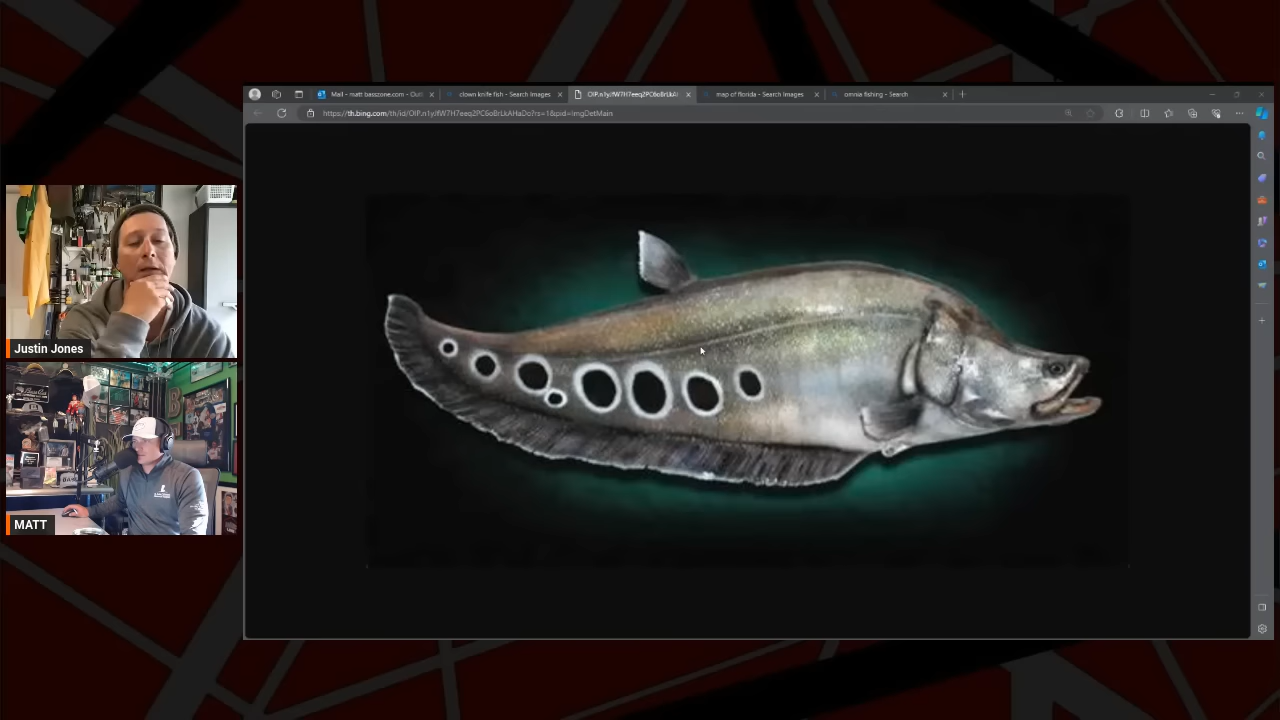 Mail - matt basszone.com - Out
clown knife fish - Search Images
map of florida - Search Images
omnia fishing - Search
Justin Jones
MATT